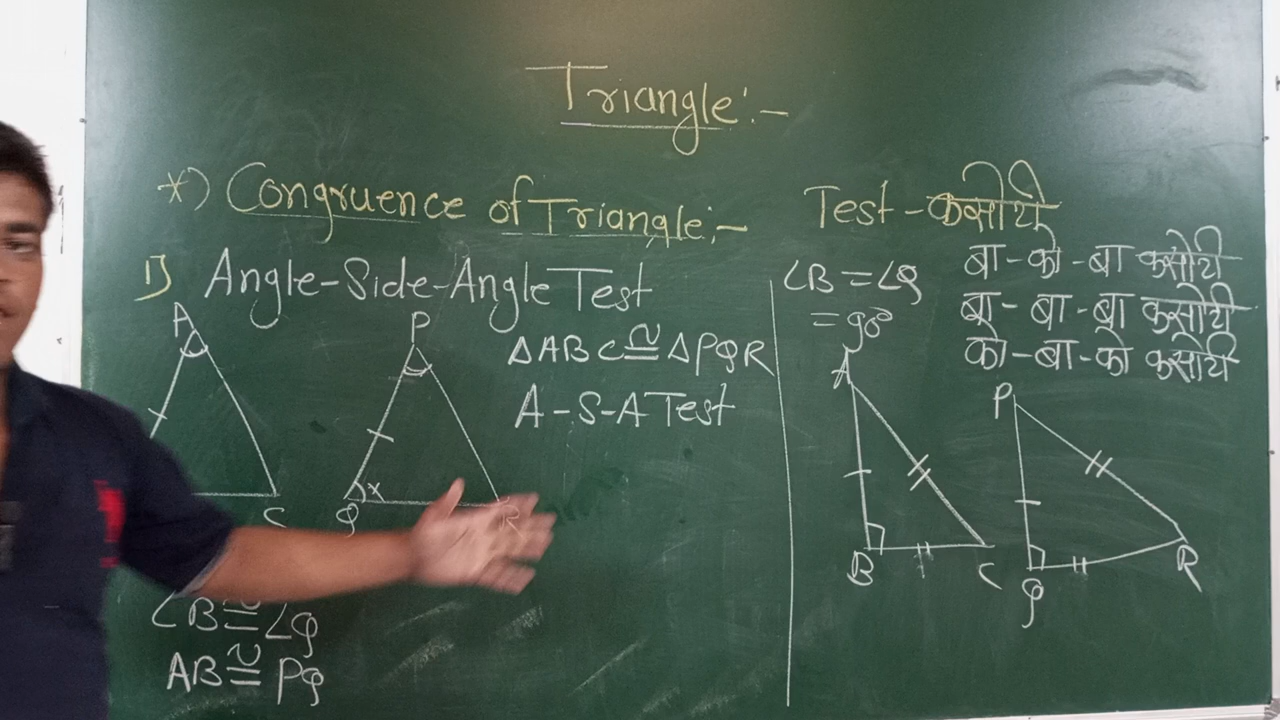 Triangle:-
*) Congruence of Triangle:-
Test - कसोटी
1) Angle-Side-Angle Test
∠B = ∠Q
= 90°
बा-को-बा कसोटी
बा-बा-बा कसोटी
को-बा-को कसोटी
A
P
△ABC ≅ △PQR
A-S-A Test
x
C
Q
R
A
B
C
P
Q
R
∠B ≅ ∠Q
AB ≅ PQ